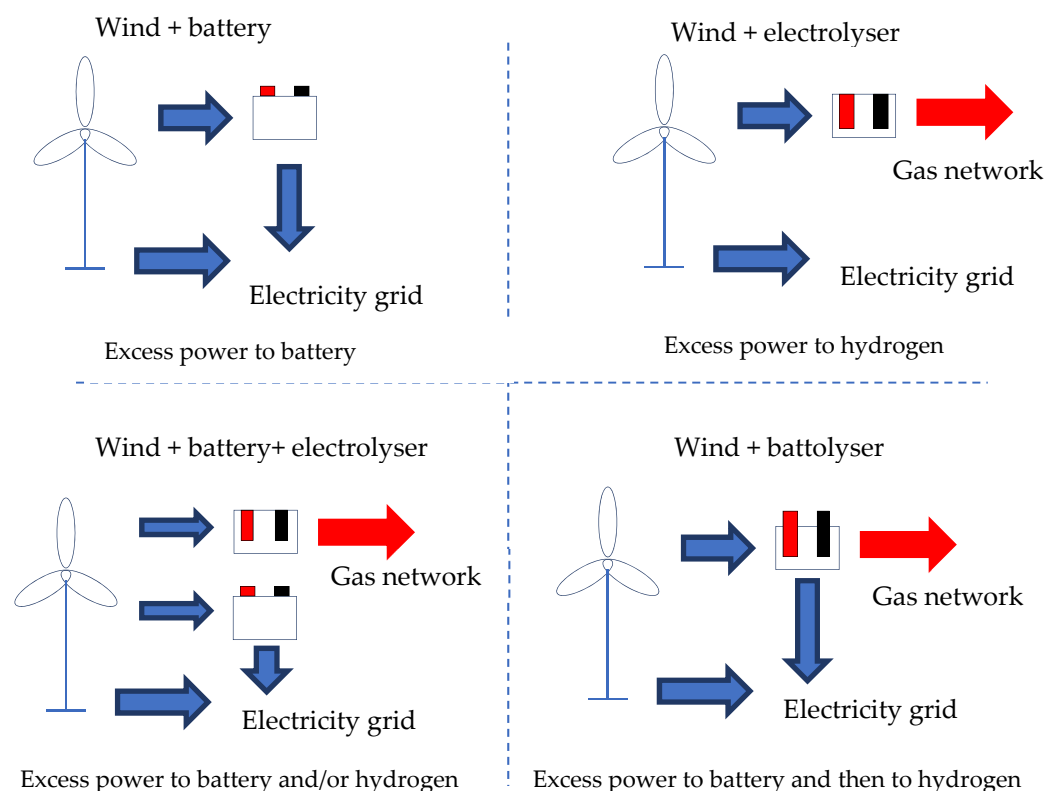 Wind + battery
Electricity grid
Excess power to battery
Wind + electrolyser
Gas network
Electricity grid
Excess power to hydrogen
Wind + battery+ electrolyser
Gas network
Electricity grid
Excess power to battery and/or hydrogen
Wind + battolyser
Gas network
Electricity grid
Excess power to battery and then to hydrogen